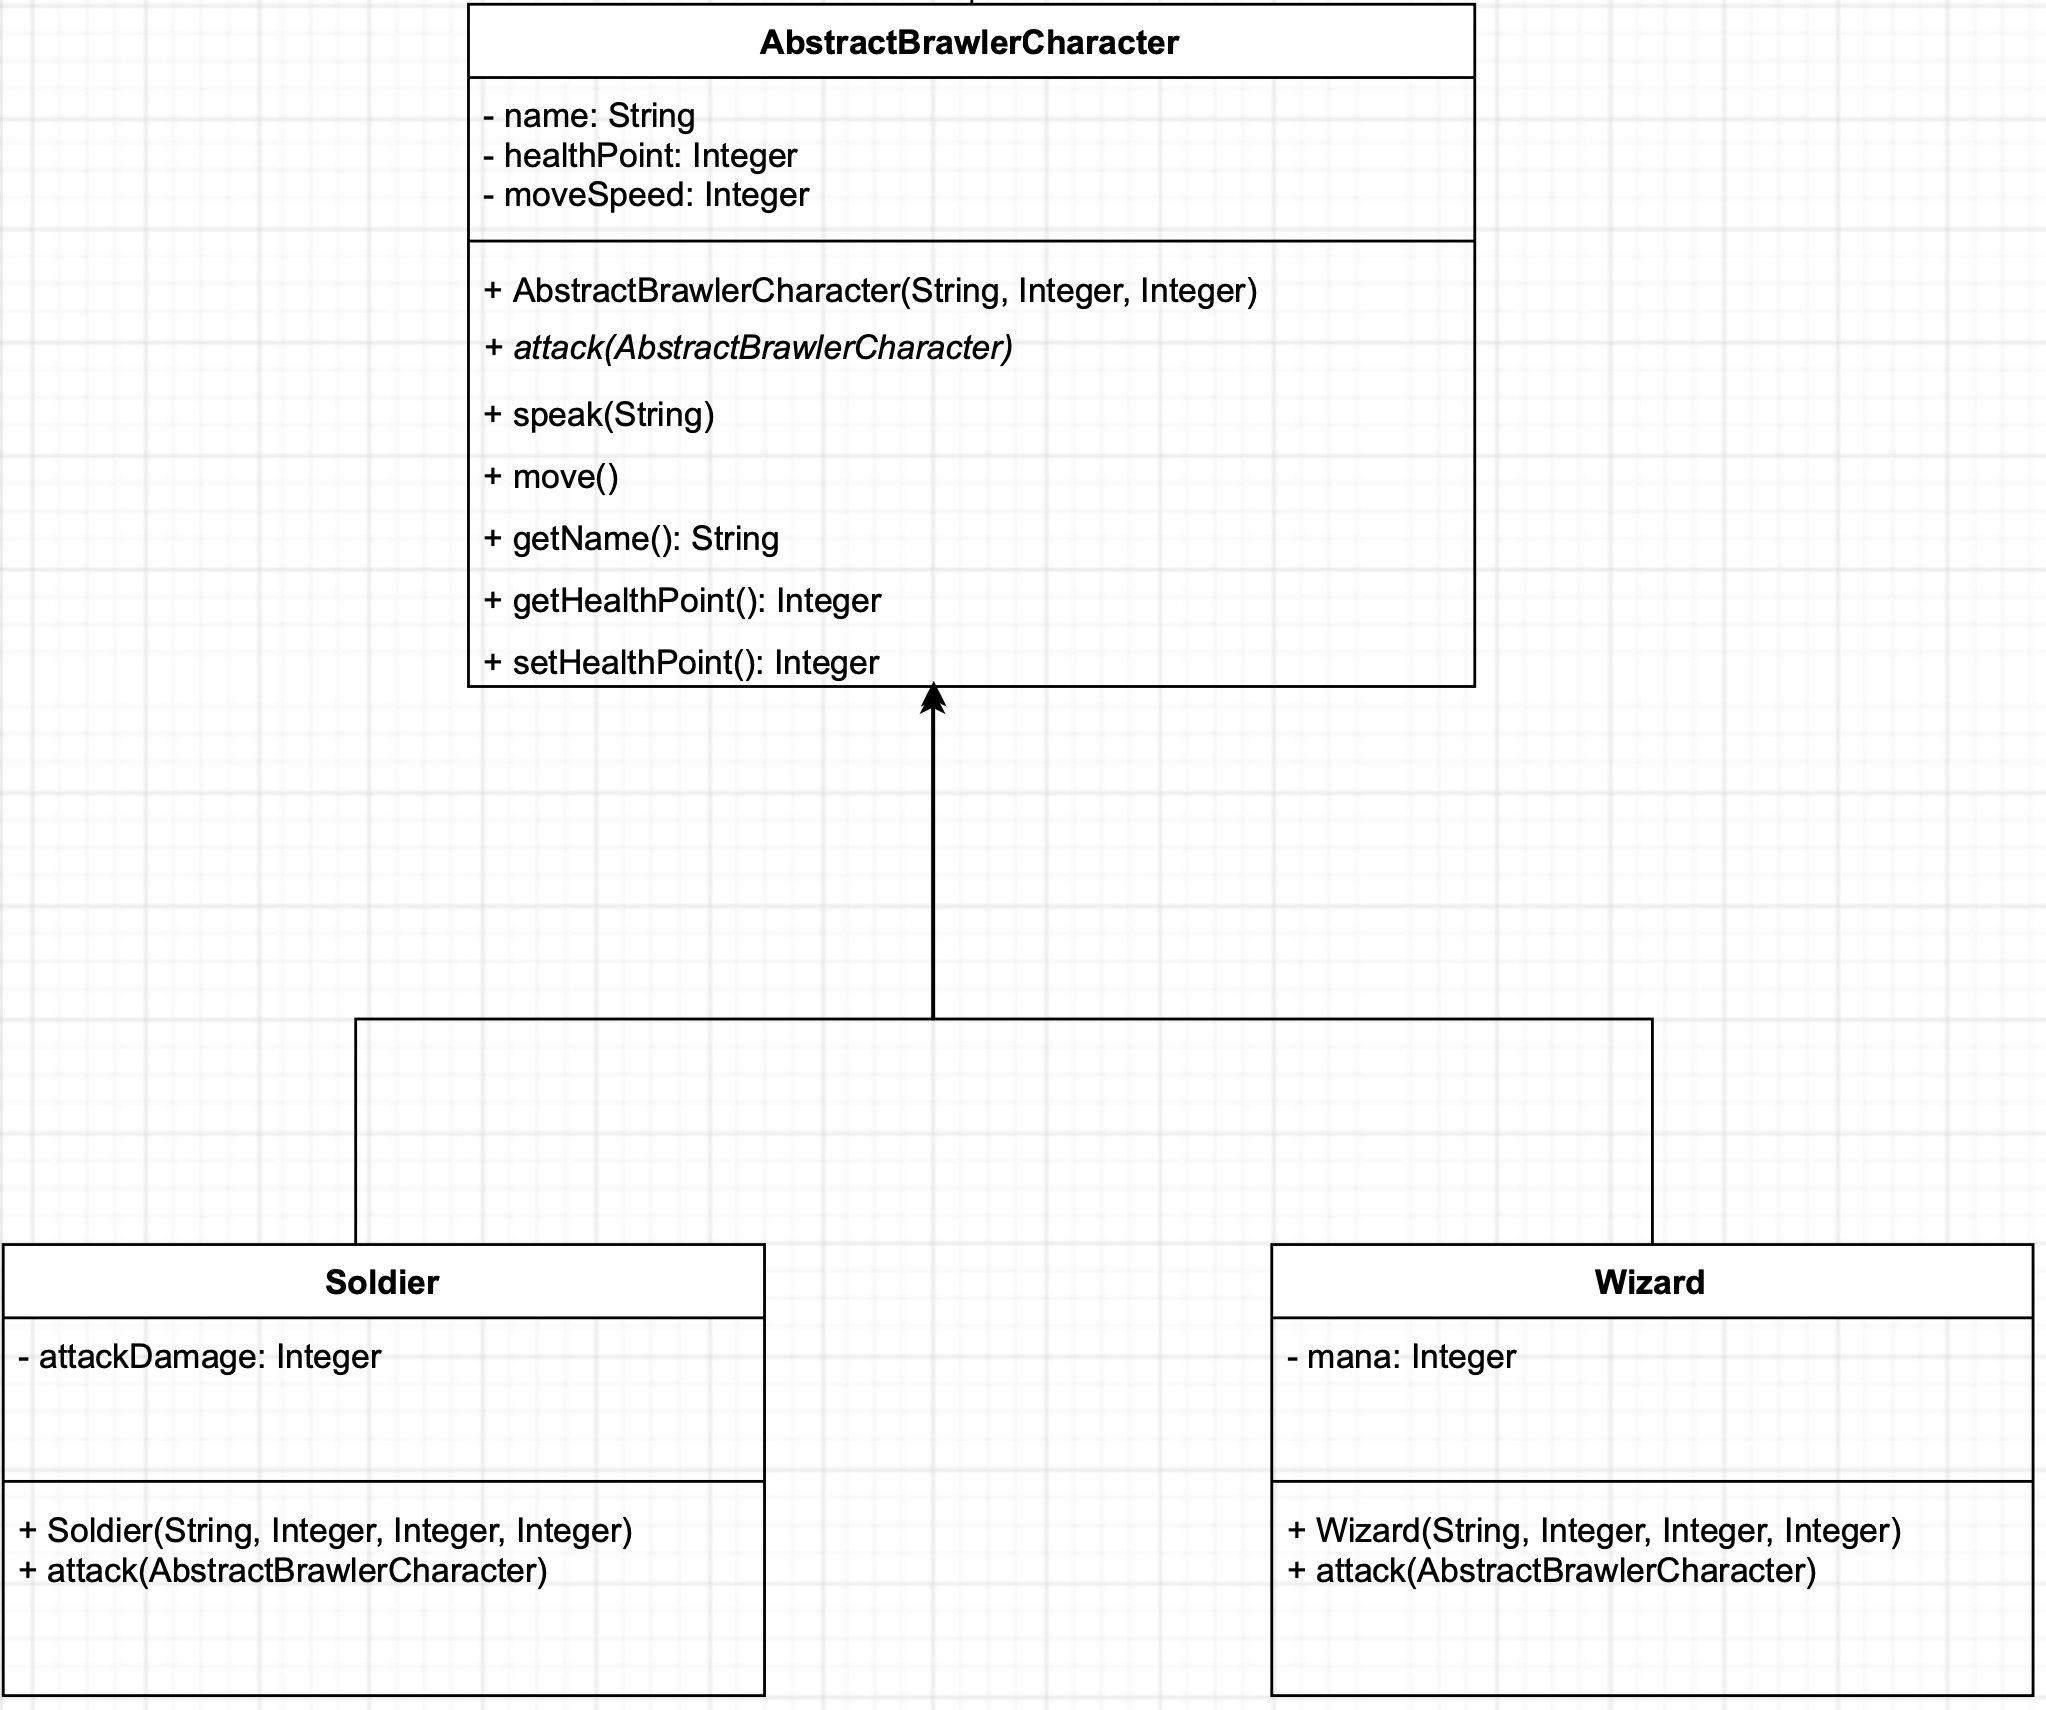 AbstractBrawlerCharacter
- name: String
- healthPoint: Integer
- moveSpeed: Integer
+ AbstractBrawlerCharacter(String, Integer, Integer)
+ attack(AbstractBrawlerCharacter)
+ speak(String)
+ move()
+ getName(): String
+ getHealthPoint(): Integer
+ setHealthPoint(): Integer
Soldier
- attackDamage: Integer
+ Soldier(String, Integer, Integer, Integer)
+ attack(AbstractBrawlerCharacter)
Wizard
- mana: Integer
+ Wizard(String, Integer, Integer, Integer)
+ attack(AbstractBrawlerCharacter)